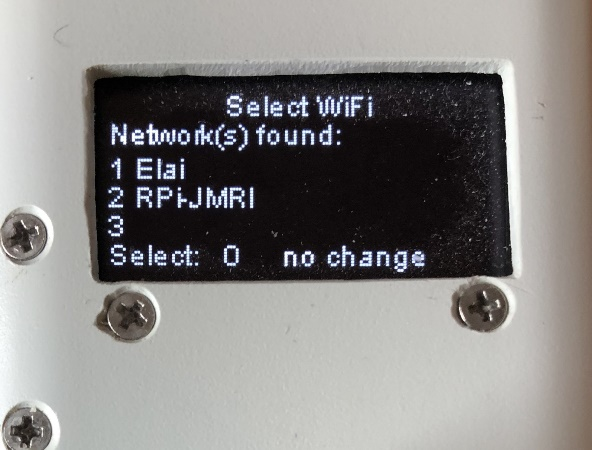 Select WiFi
Network(s) found:
1 Elai
2 RPi-JMRI
3
Select: 0 no change